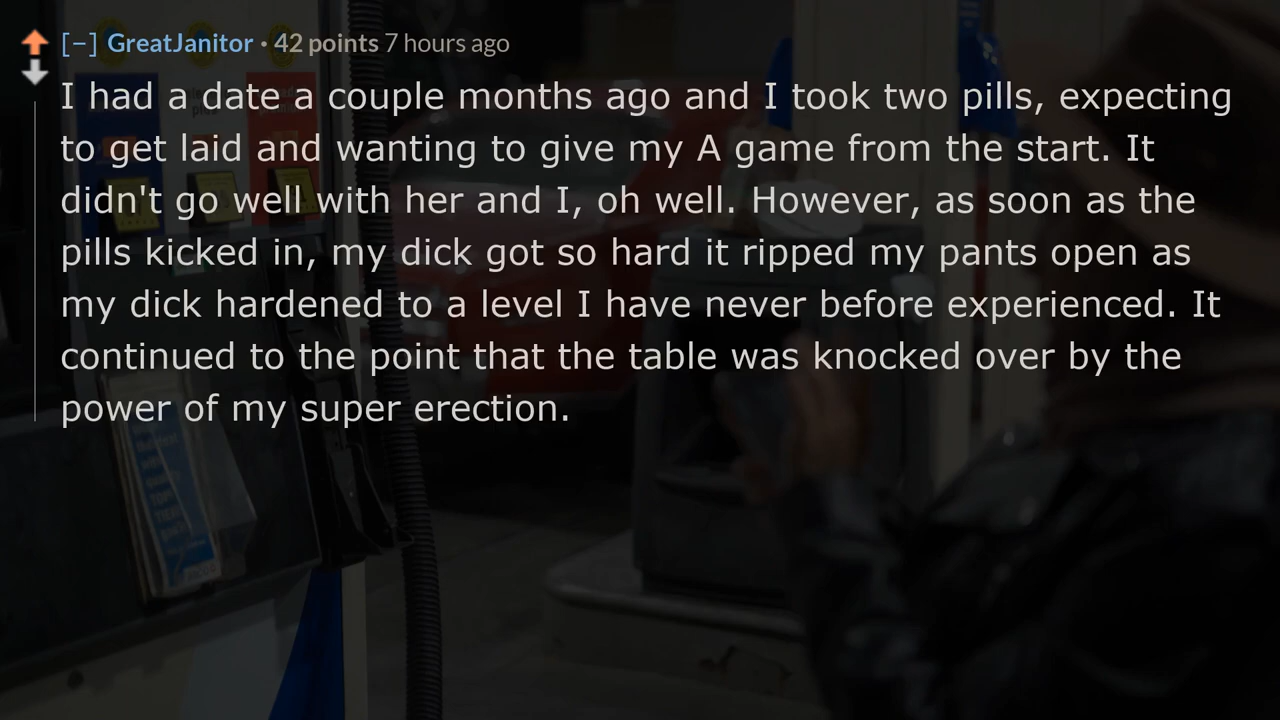 [–] GreatJanitor • 42 points 7 hours ago
I had a date a couple months ago and I took two pills, expecting
to get laid and wanting to give my A game from the start. It
didn't go well with her and I, oh well. However, as soon as the
pills kicked in, my dick got so hard it ripped my pants open as
my dick hardened to a level I have never before experienced. It
continued to the point that the table was knocked over by the
power of my super erection.